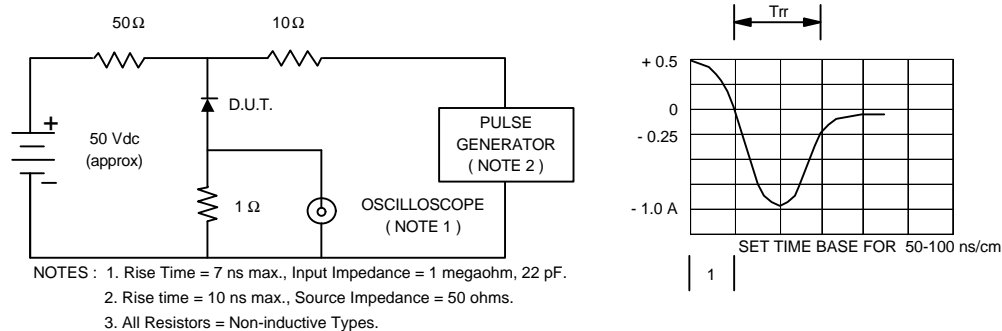 50Ω
10Ω
+
50 Vdc
(approx)
−
D.U.T.
1 Ω
OSCILLOSCOPE
( NOTE 1 )
PULSE
GENERATOR
( NOTE 2 )
NOTES : 1. Rise Time = 7 ns max., Input Impedance = 1 megaohm, 22 pF.
2. Rise time = 10 ns max., Source Impedance = 50 ohms.
3. All Resistors = Non-inductive Types.
Trr
+ 0.5
0
- 0.25
- 1.0 A
SET TIME BASE FOR 50-100 ns/cm
1